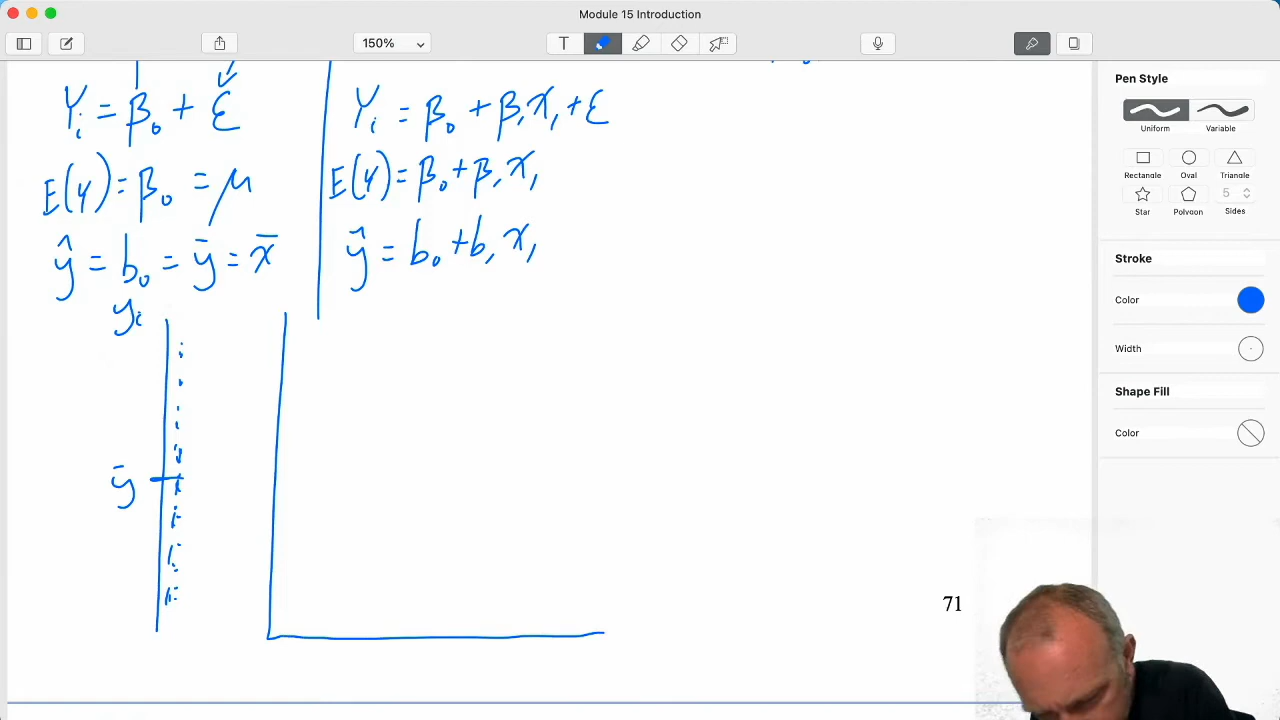 Module 15 Introduction
150%
T
Yᵢ = β₀ + ε
E(Y) = β₀ = μ
ŷ = b₀ = ȳ = x̄
yᵢ
ȳ
Yᵢ = β₀ + β₁x₁ + ε
E(Y) = β₀ + β₁x₁
ŷ = b₀ + b₁x₁
71
Pen Style
Uniform
Variable
Rectangle
Oval
Triangle
Star
Polygon
5
Sides
Stroke
Color
Width
Shape Fill
Color